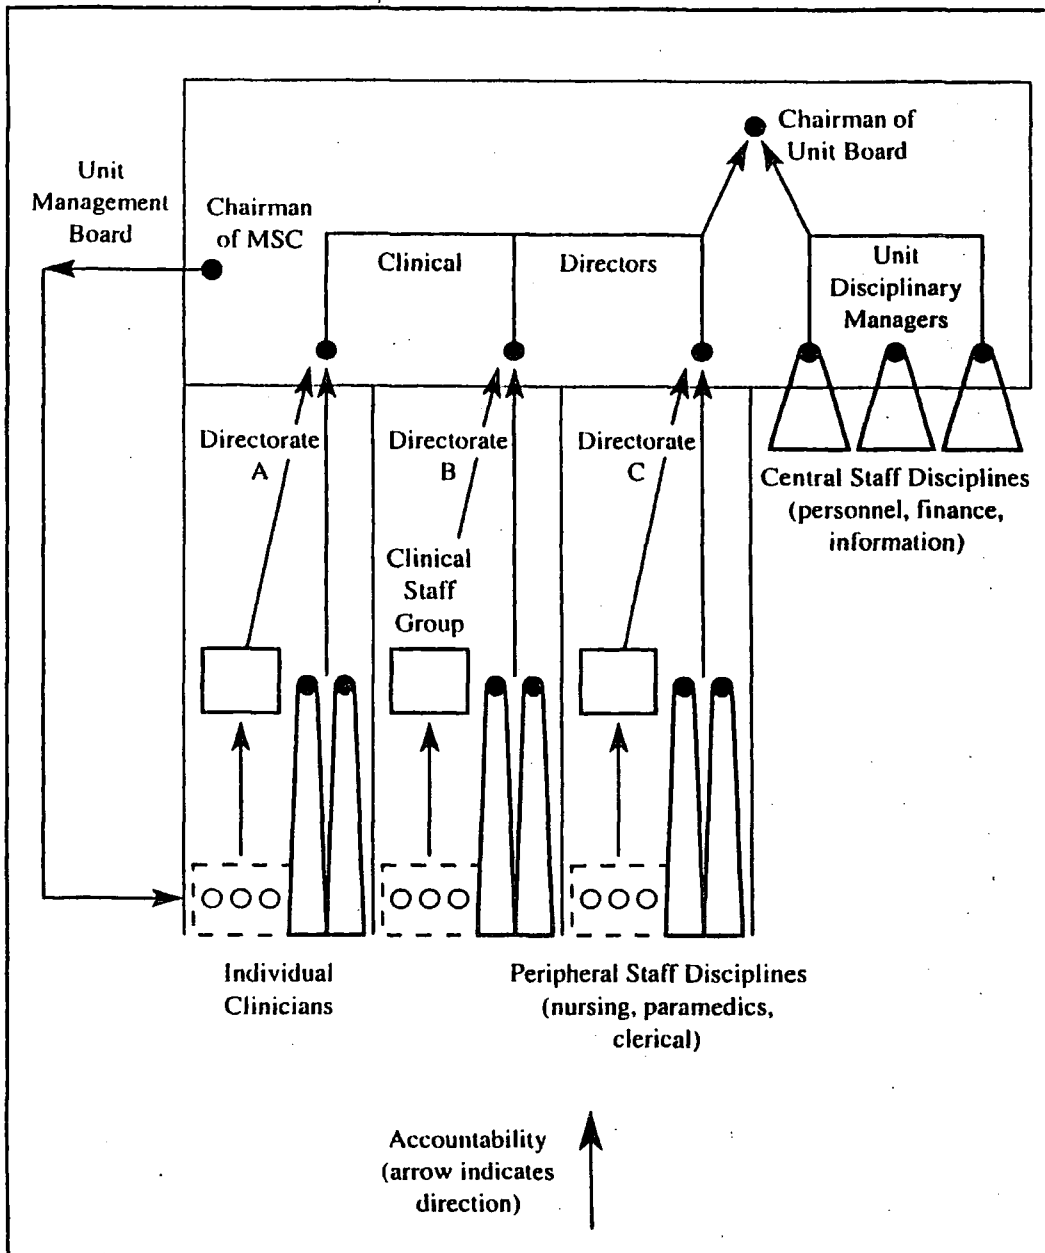 Chairman of
Unit Board
Unit
Management
Board
Chairman
of MSC
Clinical
Directors
Unit
Disciplinary
Managers
Directorate
A
Directorate
B
Directorate
C
Central Staff Disciplines
(personnel, finance,
information)
Clinical
Staff
Group
Individual
Clinicians
Peripheral Staff Disciplines
(nursing, paramedics,
clerical)
Accountability
(arrow indicates
direction)